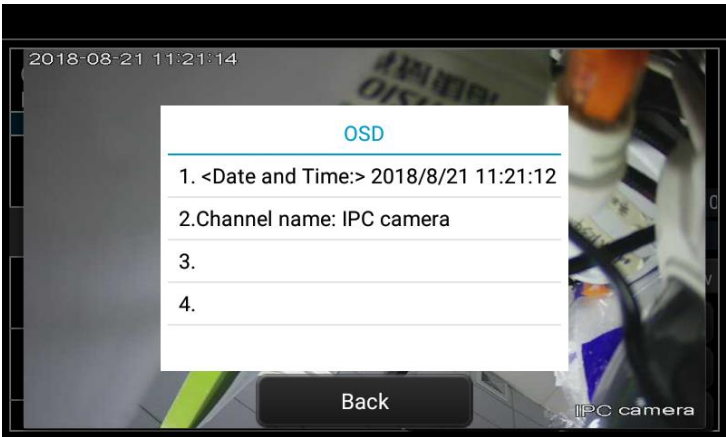 2018-08-21 11:21:14
OSD
1. <Date and Time:> 2018/8/21 11:21:12
2.Channel name: IPC camera
3.
4.
Back
IPC camera